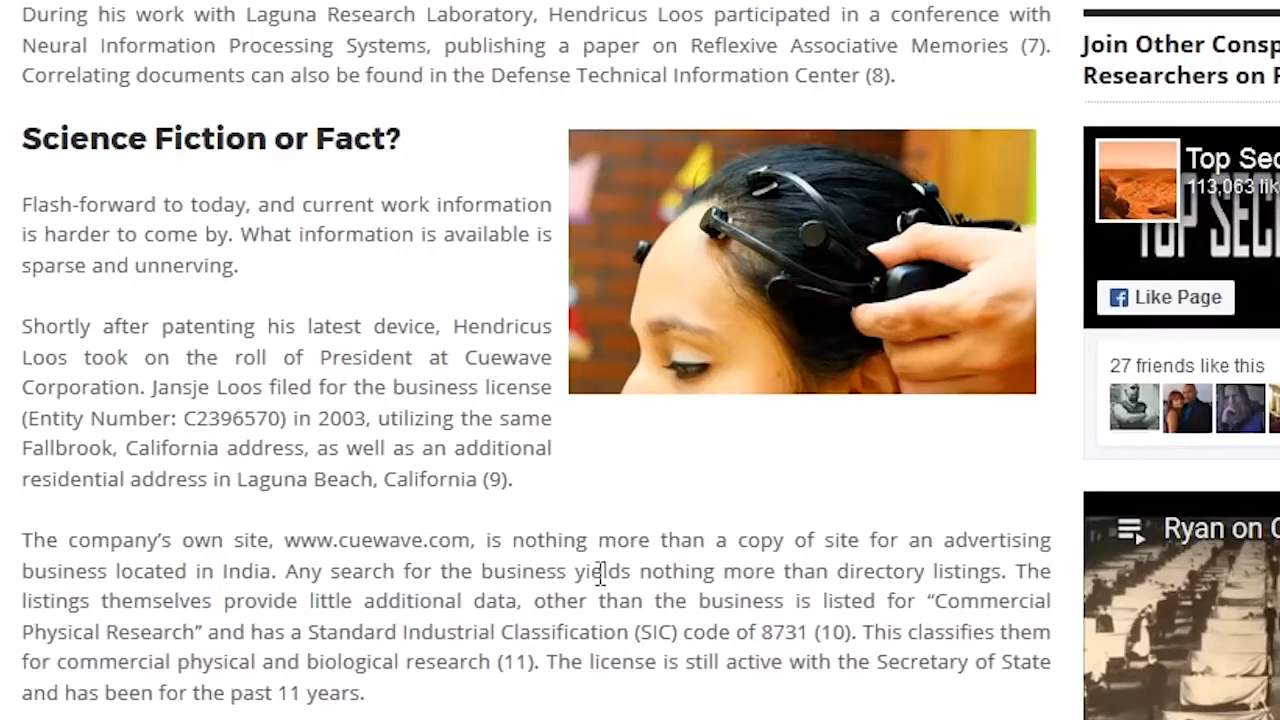 During his work with Laguna Research Laboratory, Hendricus Loos participated in a conference with
Neural Information Processing Systems, publishing a paper on Reflexive Associative Memories (7).
Correlating documents can also be found in the Defense Technical Information Center (8).
Science Fiction or Fact?
Flash-forward to today, and current work information
is harder to come by. What information is available is
sparse and unnerving.
Shortly after patenting his latest device, Hendricus
Loos took on the roll of President at Cuewave
Corporation. Jansje Loos filed for the business license
(Entity Number: C2396570) in 2003, utilizing the same
Fallbrook, California address, as well as an additional
residential address in Laguna Beach, California (9).
The company’s own site, www.cuewave.com, is nothing more than a copy of site for an advertising
business located in India. Any search for the business yields nothing more than directory listings. The
listings themselves provide little additional data, other than the business is listed for “Commercial
Physical Research” and has a Standard Industrial Classification (SIC) code of 8731 (10). This classifies them
for commercial physical and biological research (11). The license is still active with the Secretary of State
and has been for the past 11 years.
Join Other Consp
Researchers on F
Top Sec
113,063 lik
TOP SEC
Like Page
27 friends like this
Ryan on C